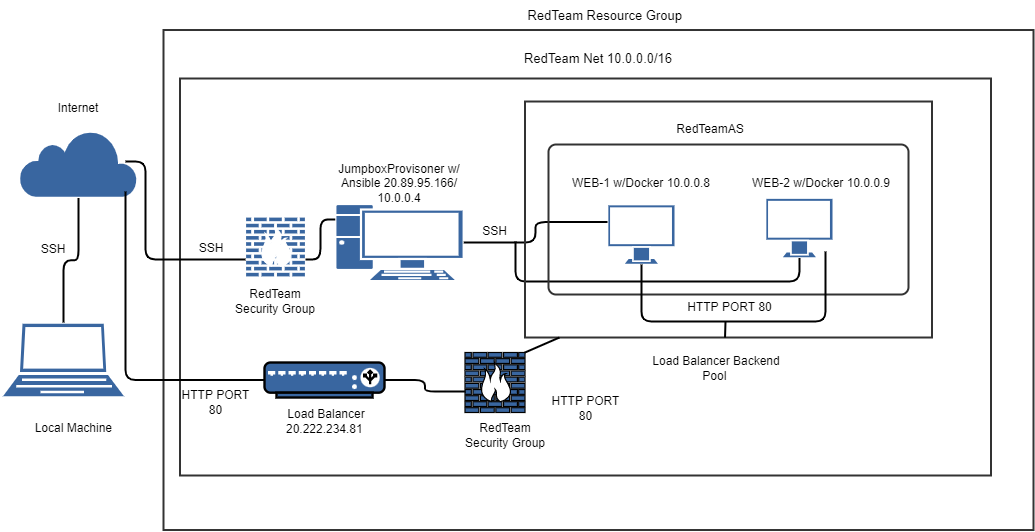 RedTeam Resource Group
RedTeam Net 10.0.0.0/16
Internet
RedTeamAS
JumpboxProvisoner w/
Ansible 20.89.95.166/
10.0.0.4
WEB-1 w/Docker 10.0.0.8
WEB-2 w/Docker 10.0.0.9
SSH
SSH
SSH
RedTeam
Security Group
HTTP PORT 80
Load Balancer Backend
Pool
HTTP PORT
80
Load Balancer
20.222.234.81
HTTP PORT
80
Local Machine
RedTeam
Security Group